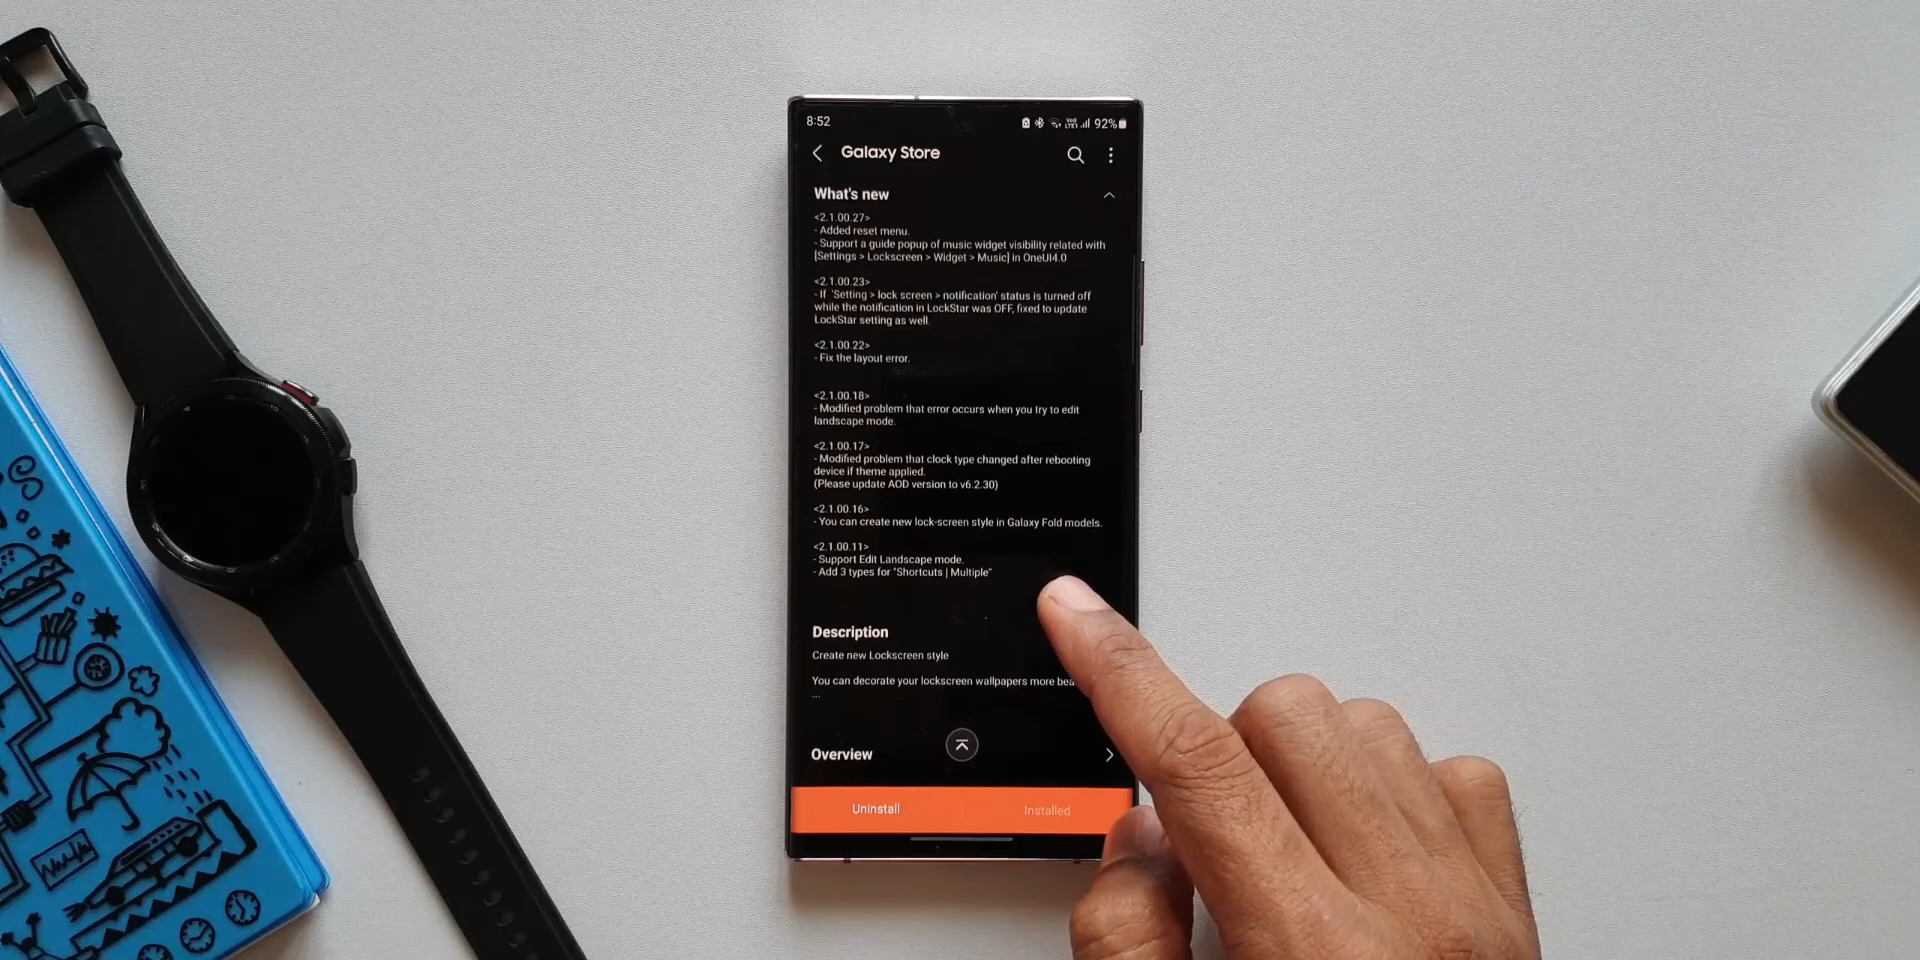 8:52
Vo) LTE1 92%
Galaxy Store
What's new
<2.1.00.27>
- Added reset menu.
- Support a guide popup of music widget visibility related with
[Settings > Lockscreen > Widget > Music] in OneUI4.0
<2.1.00.23>
- If 'Setting > lock screen > notification' status is turned off
while the notification in LockStar was OFF, fixed to update
LockStar setting as well.
<2.1.00.22>
- Fix the layout error.
<2.1.00.18>
- Modified problem that error occurs when you try to edit
landscape mode.
<2.1.00.17>
- Modified problem that clock type changed after rebooting
device if theme applied.
(Please update AOD version to v6.2.30)
<2.1.00.16>
- You can create new lock-screen style in Galaxy Fold models.
<2.1.00.11>
- Support Edit Landscape mode.
- Add 3 types for "Shortcuts | Multiple"
Description
Create new Lockscreen style
You can decorate your lockscreen wallpapers more bea
...
Overview
Uninstall
Installed